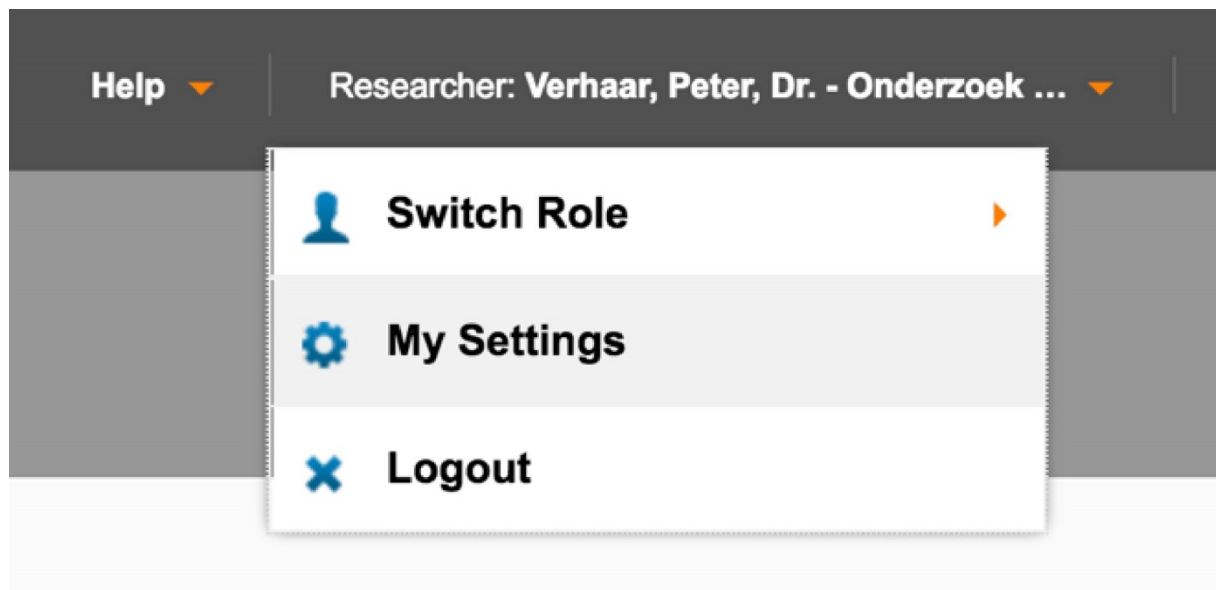 Help Researcher: Verhaar, Peter, Dr. - Onderzoek ...
Switch Role
My Settings
Logout